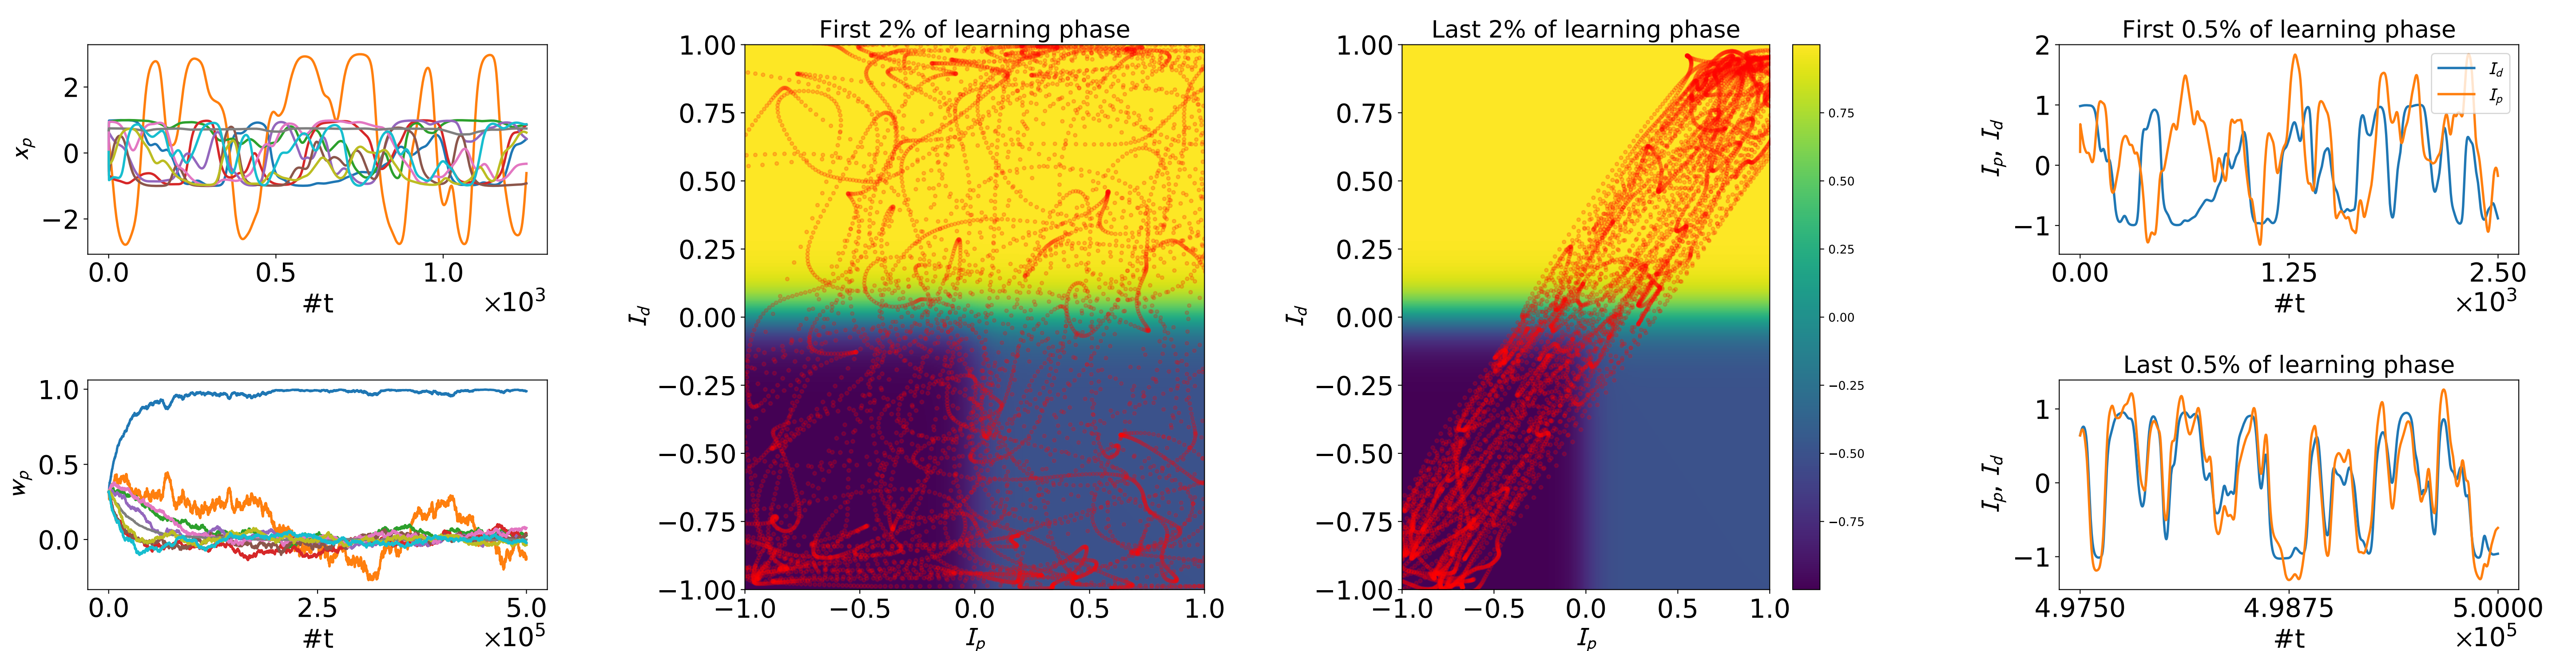 x_p
2
0
−2
0.0 0.5 1.0
#t ×10^3
w_p
1.0
0.5
0.0
0.0 2.5 5.0
#t ×10^5
First 2% of learning phase
I_d
1.00
0.75
0.50
0.25
0.00
−0.25
−0.50
−0.75
−1.00
−1.0 −0.5 0.0 0.5 1.0
I_p
Last 2% of learning phase
I_d
1.00
0.75
0.50
0.25
0.00
−0.25
−0.50
−0.75
−1.00
−1.0 −0.5 0.0 0.5 1.0
I_p
0.75
0.50
0.25
0.00
−0.25
−0.50
−0.75
First 0.5% of learning phase
I_p, I_d
2
1
0
−1
I_d
I_p
0.00 1.25 2.50
#t ×10^3
Last 0.5% of learning phase
I_p, I_d
1
0
−1
4.9750 4.9875 5.0000
#t ×10^5